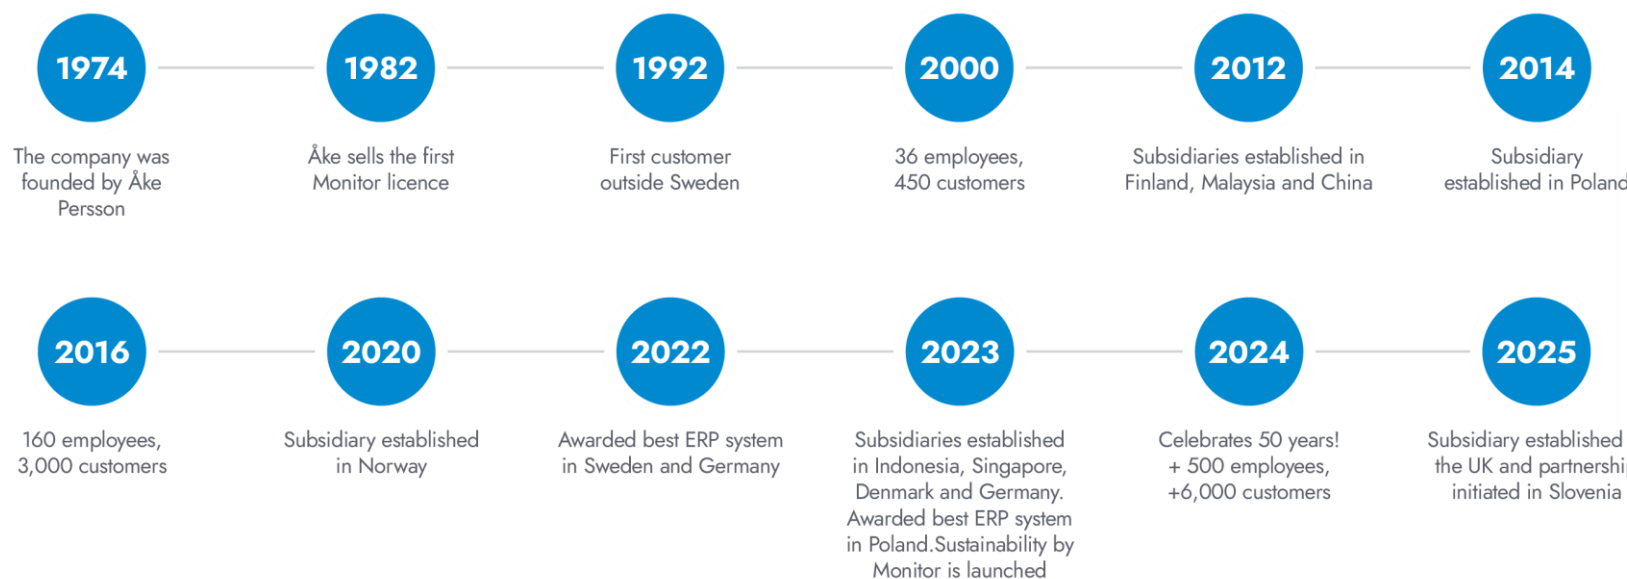 1974
The company was
founded by Åke
Persson
1982
Åke sells the first
Monitor licence
1992
First customer
outside Sweden
2000
36 employees,
450 customers
2012
Subsidiaries established in
Finland, Malaysia and China
2014
Subsidiary
established in Poland
2016
160 employees,
3,000 customers
2020
Subsidiary established
in Norway
2022
Awarded best ERP system
in Sweden and Germany
2023
Subsidiaries established
in Indonesia, Singapore,
Denmark and Germany.
Awarded best ERP system
in Poland.Sustainability by
Monitor is launched
2024
Celebrates 50 years!
+ 500 employees,
+6,000 customers
2025
Subsidiary established
the UK and partnership
initiated in Slovenia